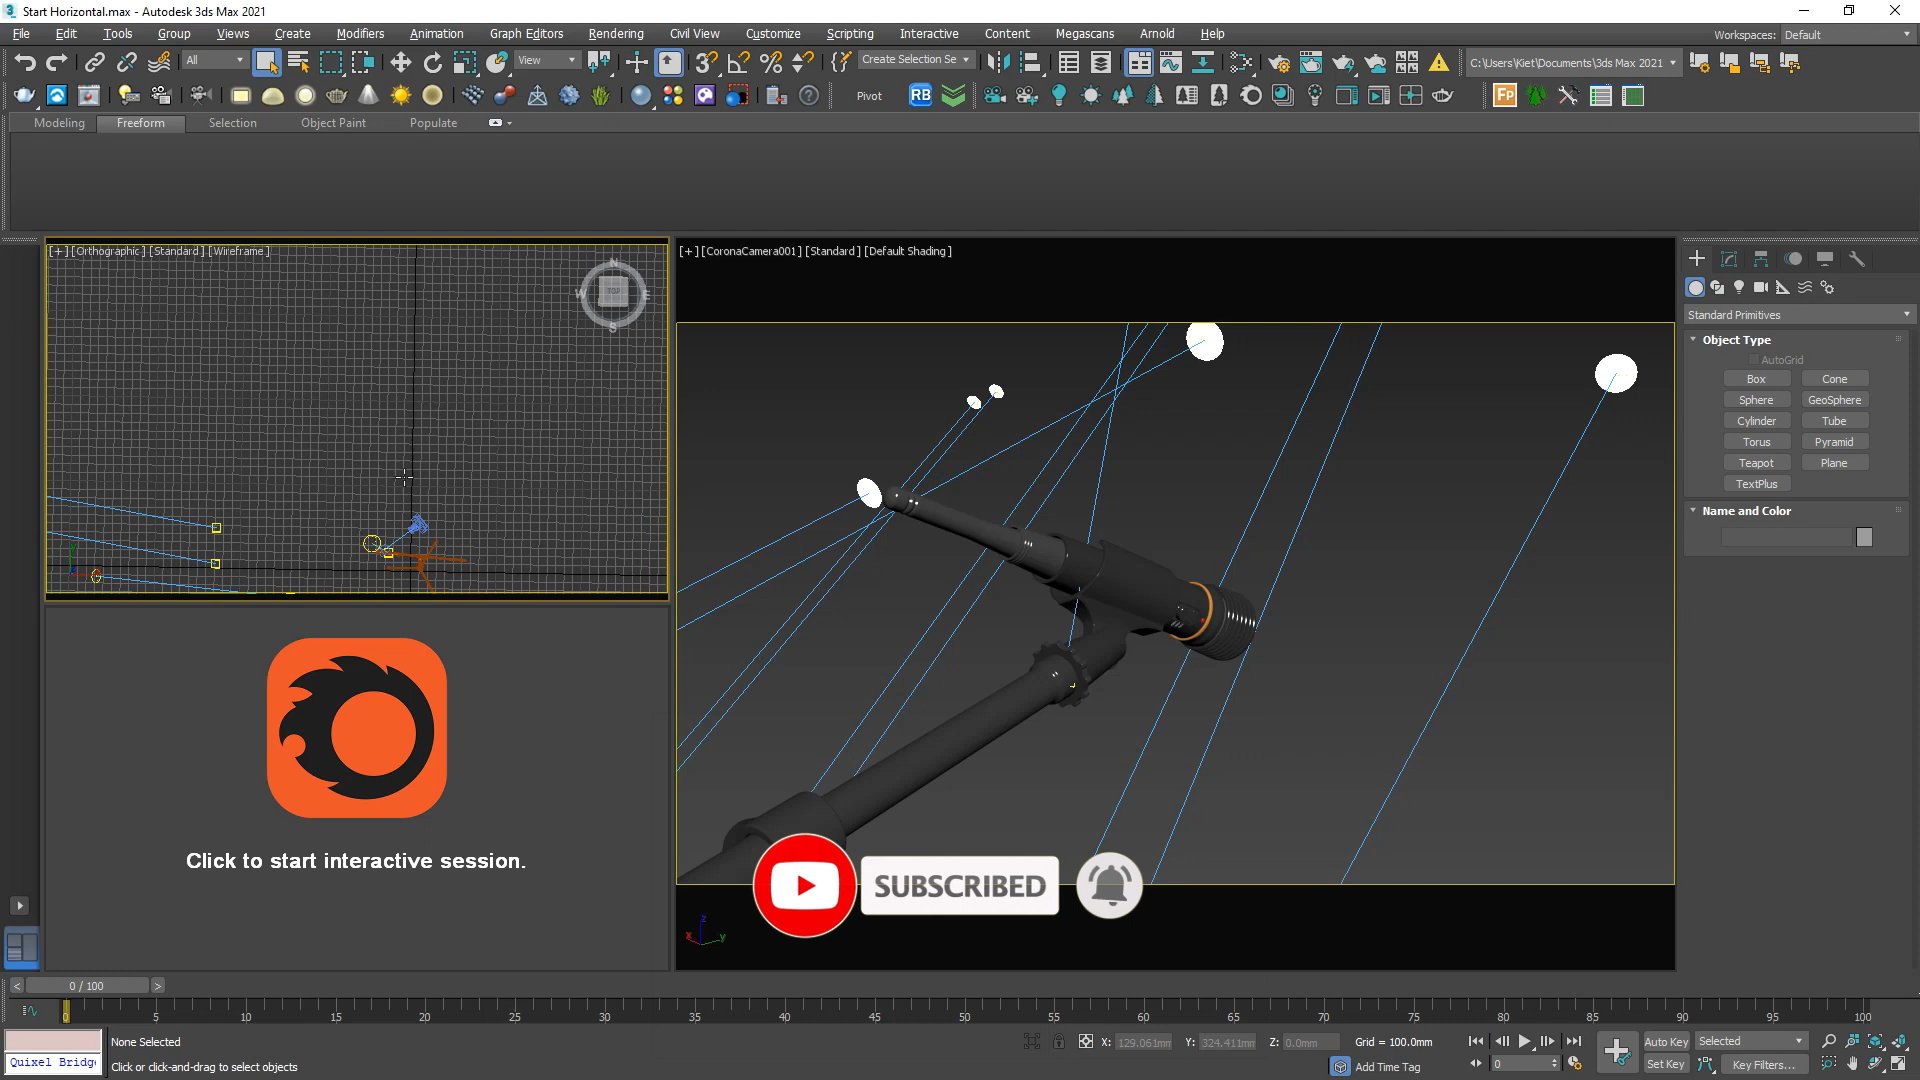 Start Horizontal.max - Autodesk 3ds Max 2021
File Edit Tools Group Views Create Modifiers Animation Graph Editors Rendering Civil View Customize Scripting Interactive Content Megascans Arnold Help
Workspaces: Default
All
View
Create Selection Se
C:\Users\Kiet\Documents\3ds Max 2021
Pivot
RB
Fp
Modeling Freeform Selection Object Paint Populate
[+] [Orthographic] [Standard] [Wireframe]
[+] [CoronaCamera001] [Standard] [Default Shading]
N
W TOP E
S
Standard Primitives
Object Type
AutoGrid
Box Cone
Sphere GeoSphere
Cylinder Tube
Torus Pyramid
Teapot Plane
TextPlus
Name and Color
Click to start interactive session.
SUBSCRIBED
z
x y
0 / 100
0 5 10 15 20 25 30 35 40 45 50 55 60 65 70 75 80 85 90 95 100
None Selected
X: 129.061mm Y: 324.411mm Z: 0.0mm Grid = 100.0mm
Auto Key Selected
Quixel Bridg
Click or click-and-drag to select objects
Add Time Tag
0
Set Key Key Filters...